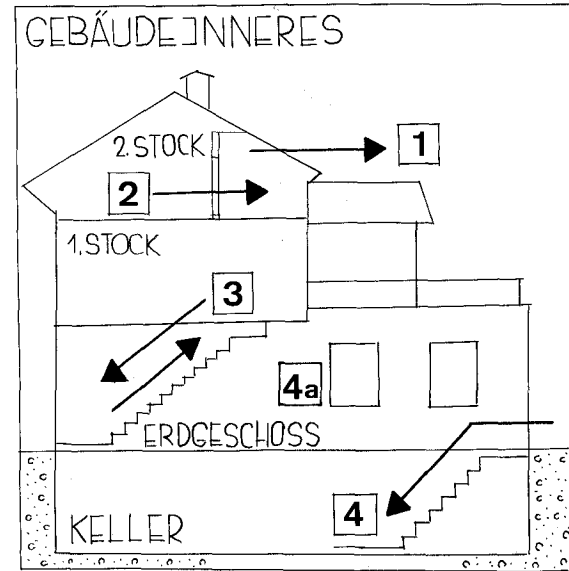 GEBÄUDEINNERES
2. STOCK
1
2
1. STOCK
3
4a
ERDGESCHOSS
4
KELLER